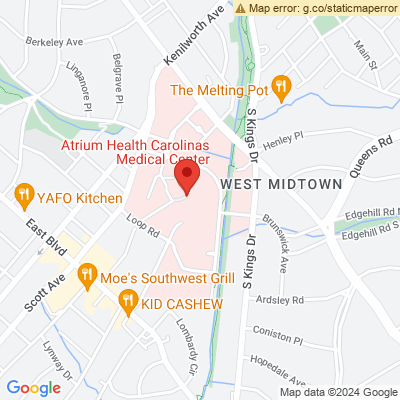 Map error: g.co/staticmaperror
Kenilworth Ave
Berkeley Ave
Linganore Pl
Belgrave Pl
Main St
The Melting Pot
S Kings Dr
Henley Pl
Queens Rd
Atrium Health Carolinas
Medical Center
WEST MIDTOWN
YAFO Kitchen
East Blvd
Loop Rd
Edgehill Rd N
Edgehill Rd S
Brunswick Ave
S Kings Dr
Scott Ave
Moe's Southwest Grill
KID CASHEW
Ardsley Rd
Lombardy Cir
Coniston Pl
Lynway Dr
Hopedale Ave
Google
Map data ©2024 Google